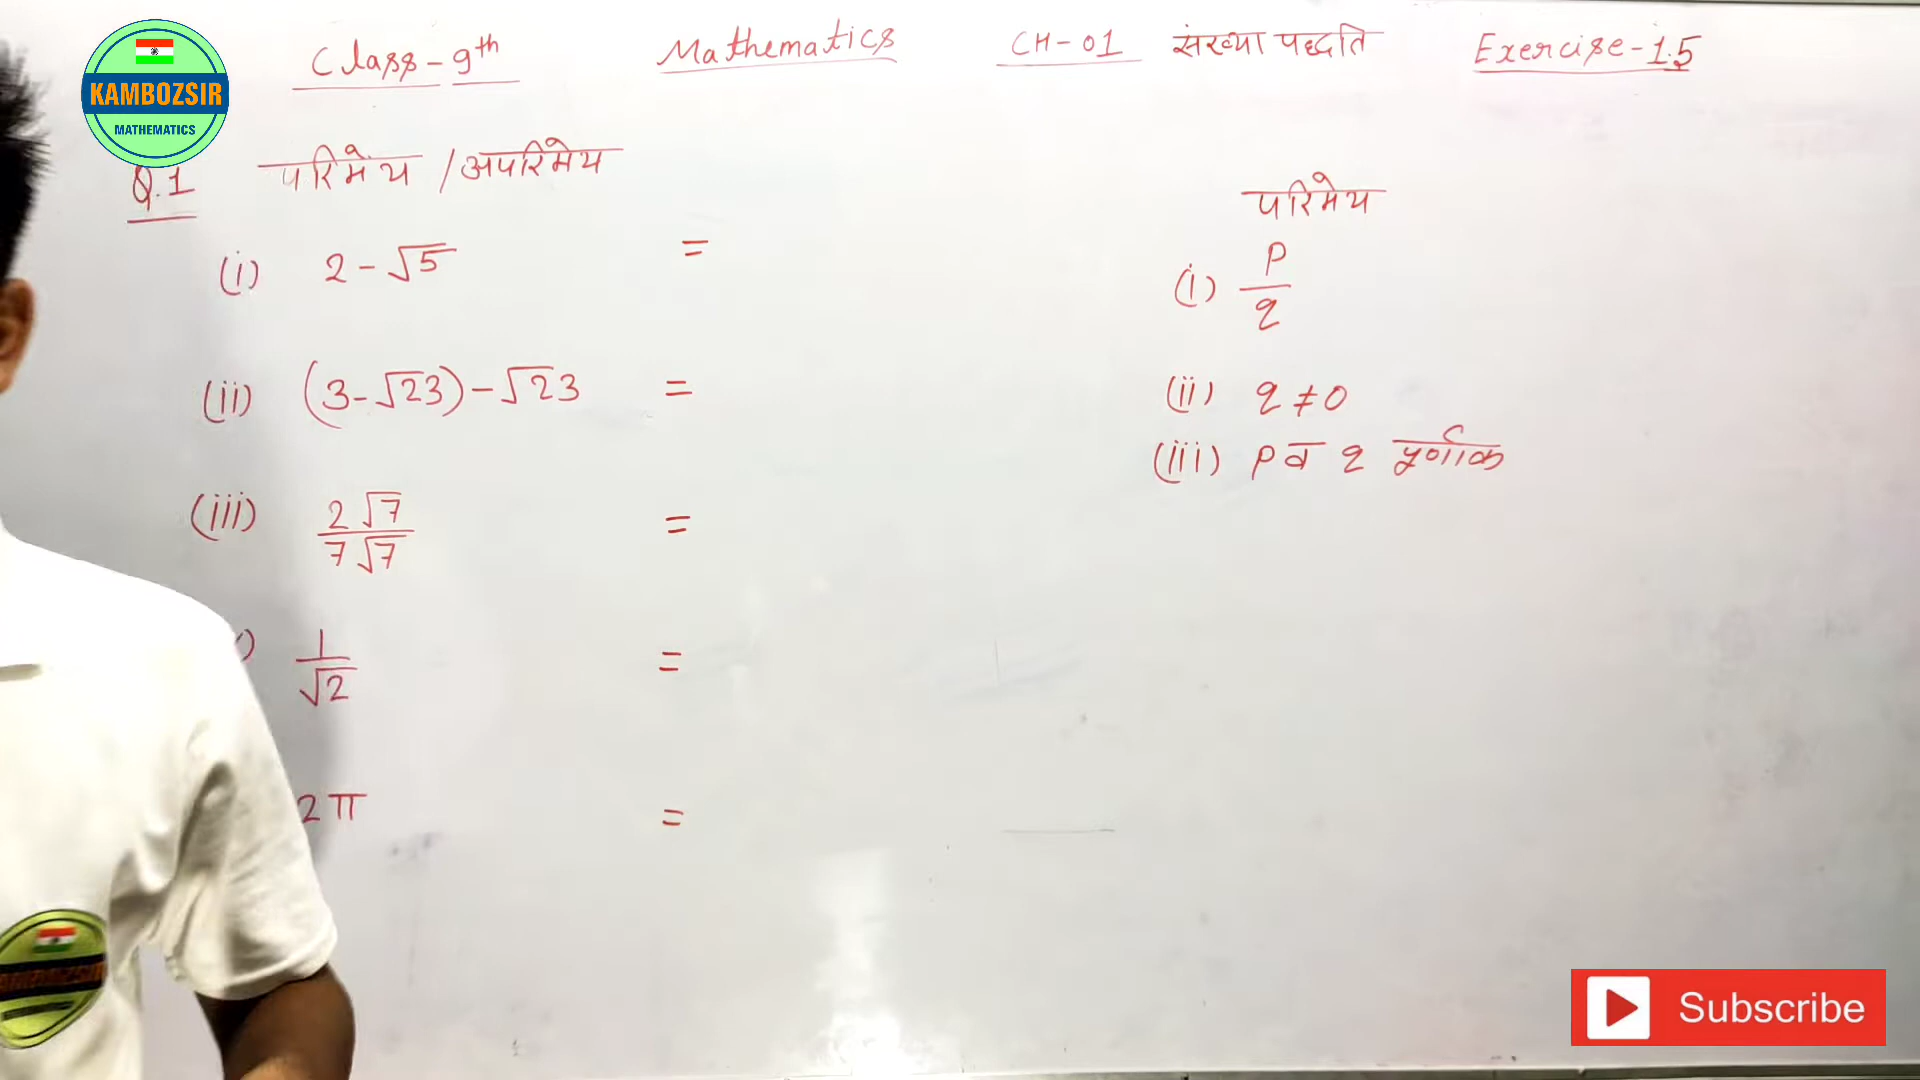 Class-9th Mathematics CH-01 संख्या पद्धति Exercise-1.5
KAMBOZSIR
MATHEMATICS
Q.1 परिमेय / अपरिमेय
(i) 2-√5 =
(ii) (3-√23)-√23 =
(iii) 2√7/7√7 =
) 1/√2 =
2π =
परिमेय
(i) p/q
(ii) q ≠ 0
(iii) p व q पूर्णांक
Subscribe